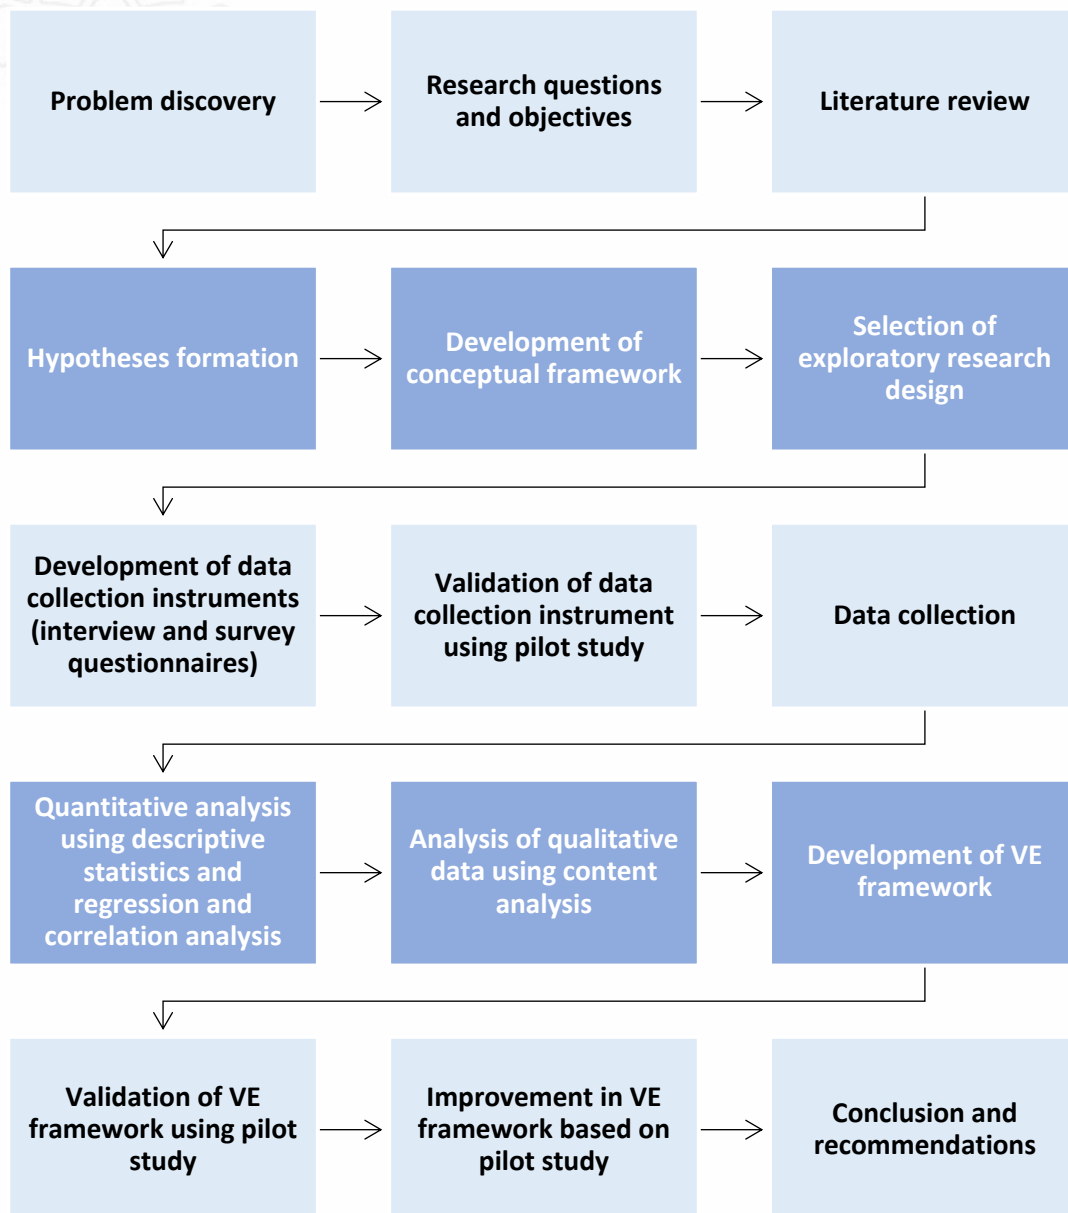 Problem discovery
Research questions
and objectives
Literature review
Hypotheses formation
Development of
conceptual framework
Selection of
exploratory research
design
Development of data
collection instruments
(interview and survey
questionnaires)
Validation of data
collection instrument
using pilot study
Data collection
Quantitative analysis
using descriptive
statistics and
regression and
correlation analysis
Analysis of qualitative
data using content
analysis
Development of VE
framework
Validation of VE
framework using pilot
study
Improvement in VE
framework based on
pilot study
Conclusion and
recommendations